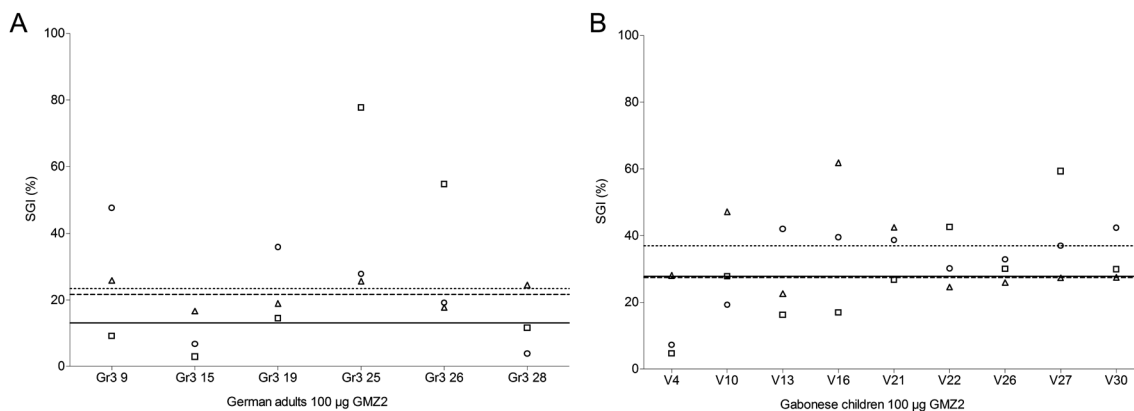 A
SGI (%)
100
80
60
40
20
0
Gr3 9 Gr3 15 Gr3 19 Gr3 25 Gr3 26 Gr3 28
German adults 100 µg GMZ2
B
SGI (%)
100
80
60
40
20
0
V4 V10 V13 V16 V21 V22 V26 V27 V30
Gabonese children 100 µg GMZ2